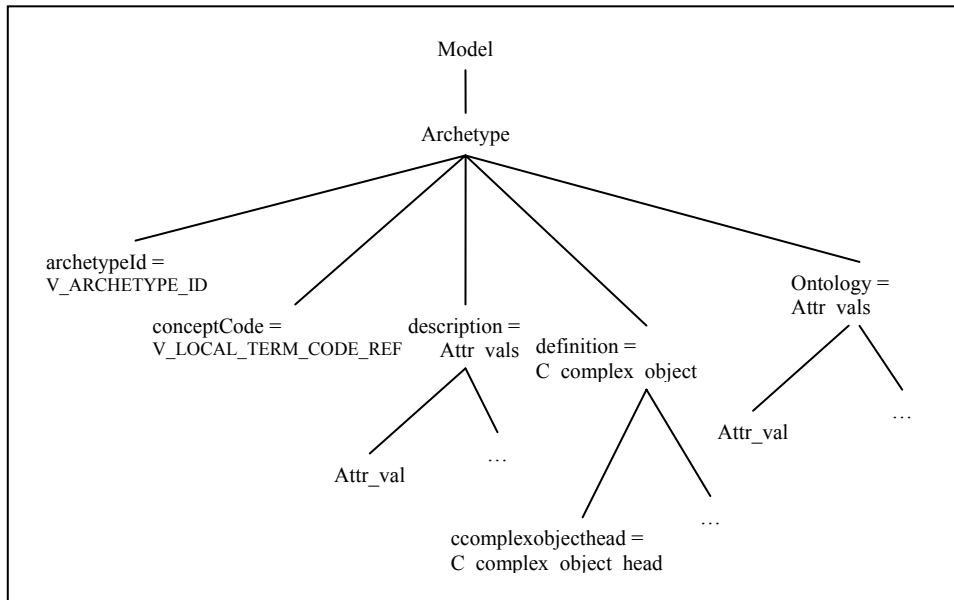 Model
Archetype
archetypeId =
V_ARCHETYPE_ID
conceptCode =
V_LOCAL_TERM_CODE_REF
description =
Attr vals
definition =
C complex object
Ontology =
Attr vals
Attr_val
…
ccomplexobjecthead =
C complex object head
…
Attr_val
…